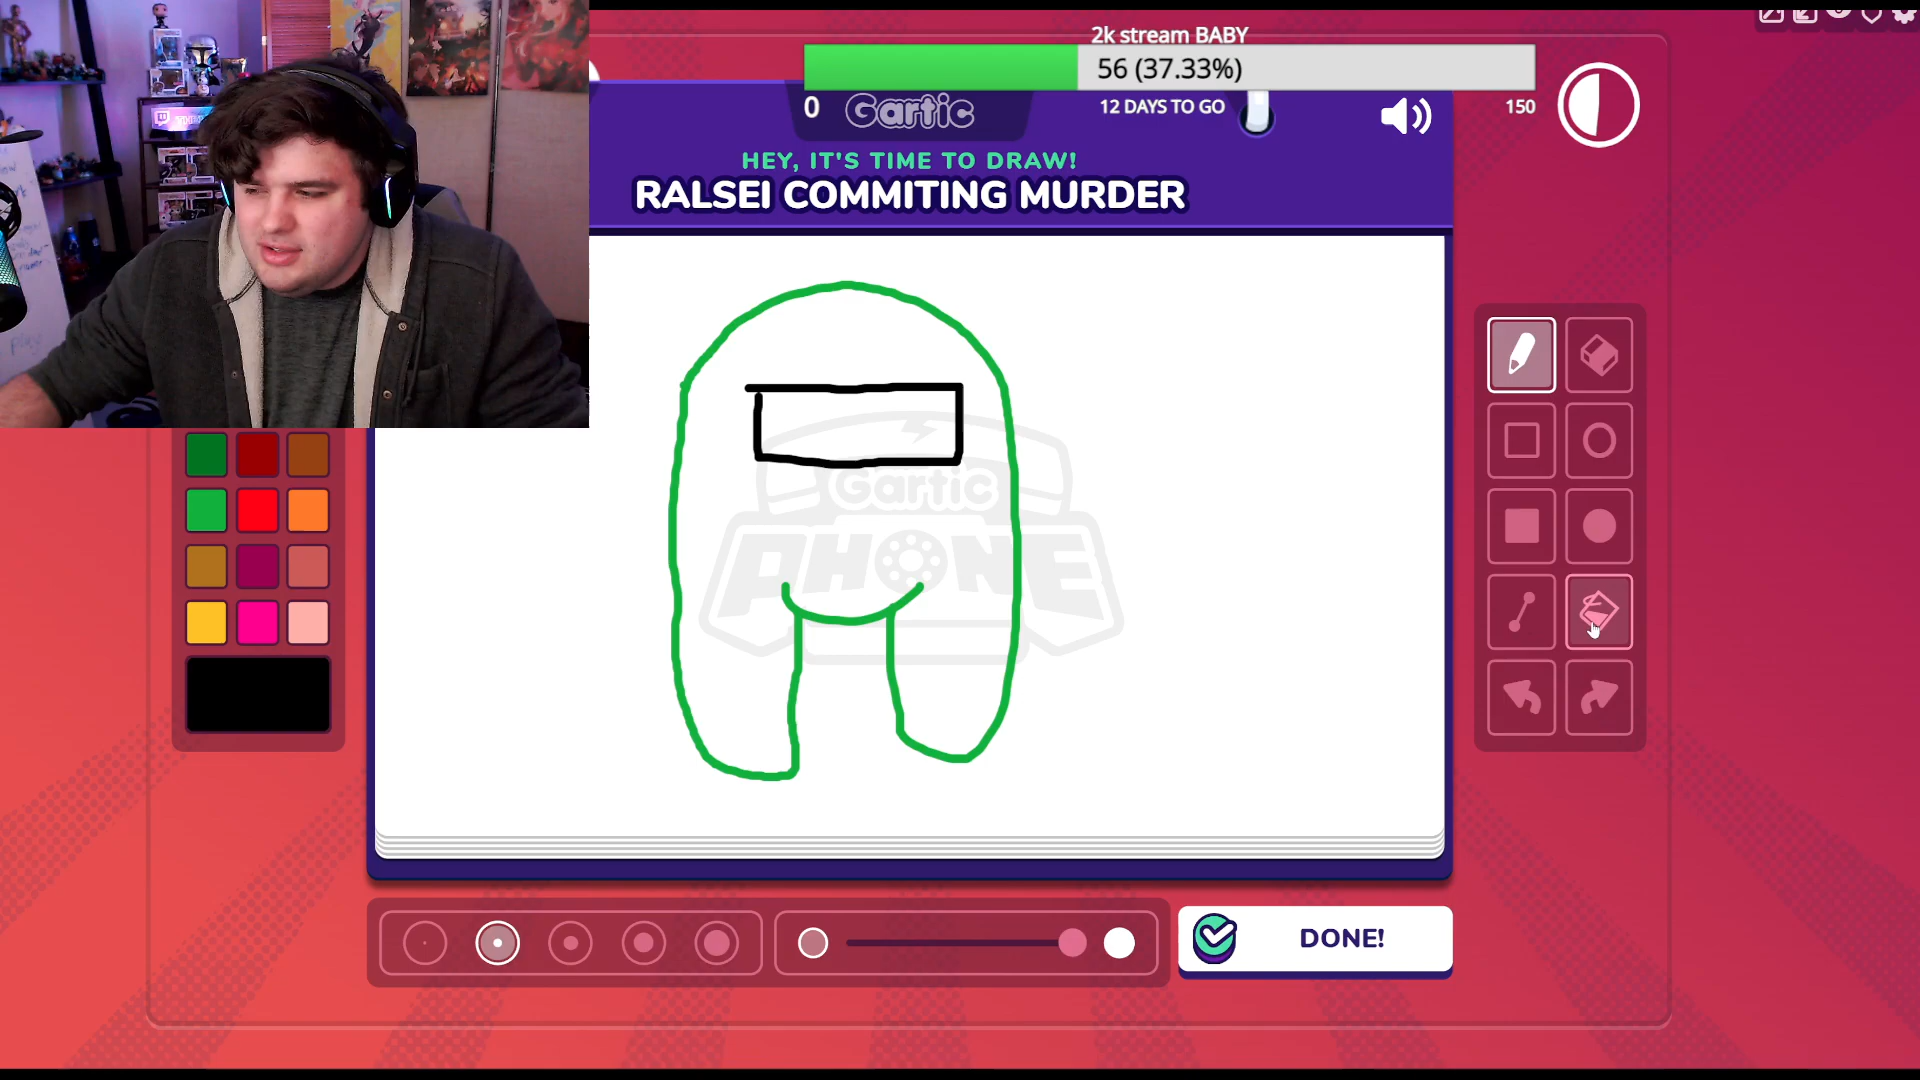 2k stream BABY
56 (37.33%)
0
12 DAYS TO GO
150
Gartic
HEY, IT'S TIME TO DRAW!
RALSEI COMMITING MURDER
Gartic
PHONE
DONE!